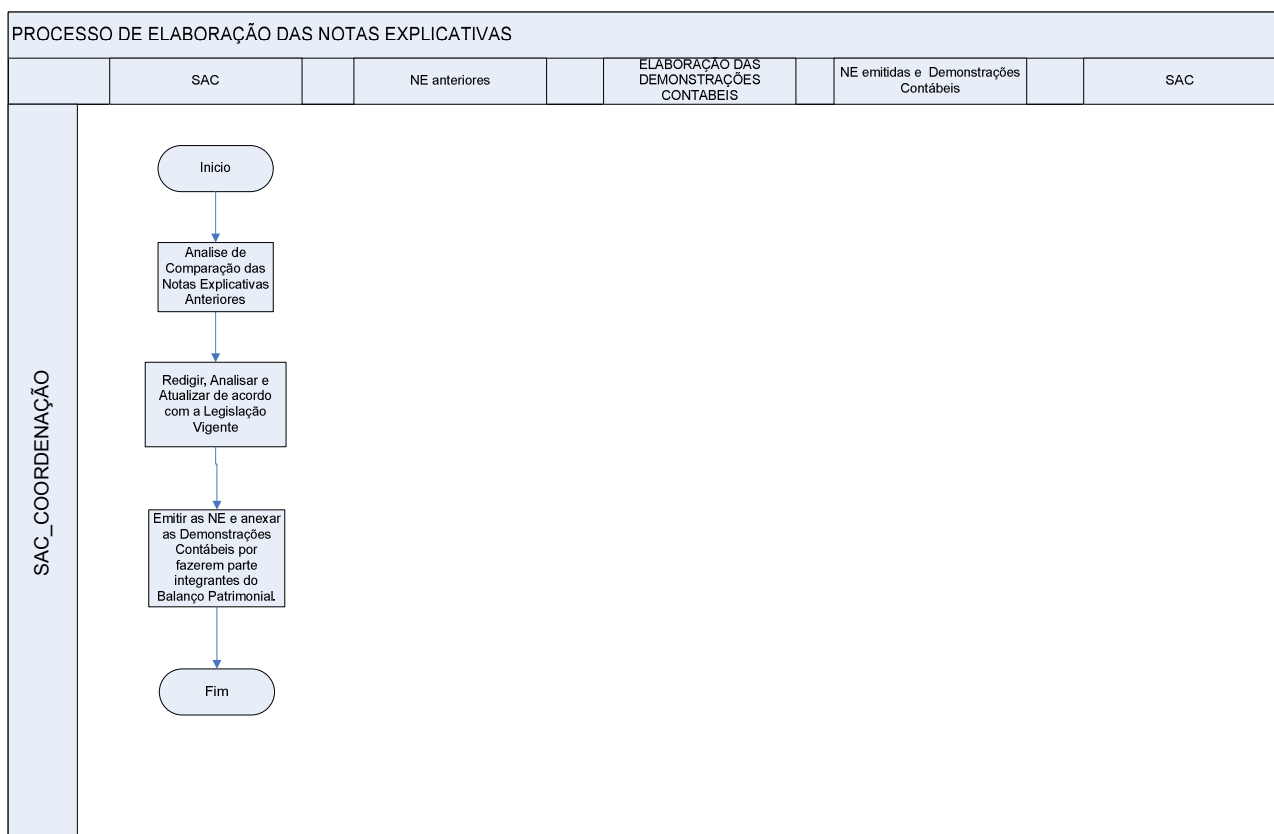 PROCESSO DE ELABORAÇÃO DAS NOTAS EXPLICATIVAS
SAC
NE anteriores
ELABORAÇÃO DAS
DEMONSTRAÇÕES
CONTABEIS
NE emitidas e Demonstrações
Contábeis
SAC
SAC_COORDENAÇÃO
Inicio
Analise de
Comparação das
Notas Explicativas
Anteriores
Redigir, Analisar e
Atualizar de acordo
com a Legislação
Vigente
Emitir as NE e anexar
as Demonstrações
Contábeis por
fazerem parte
integrantes do
Balanço Patrimonial.
Fim